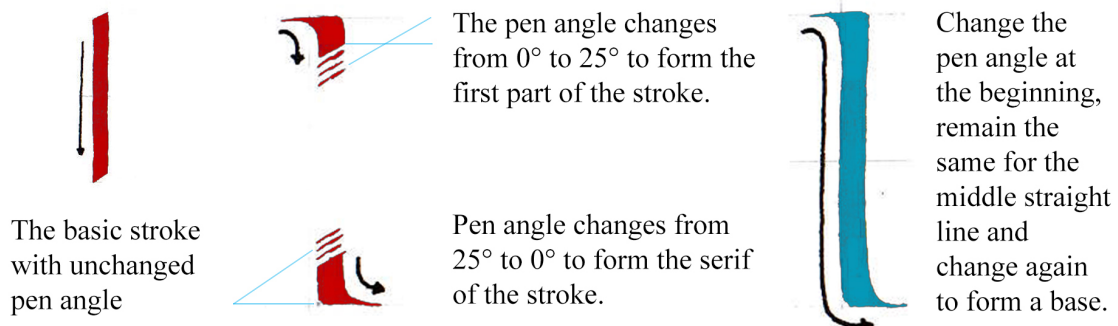 The basic stroke
with unchanged
pen angle
The pen angle changes
from 0° to 25° to form the
first part of the stroke.
Pen angle changes from
25° to 0° to form the serif
of the stroke.
Change the
pen angle at
the beginning,
remain the
same for the
middle straight
line and
change again
to form a base.